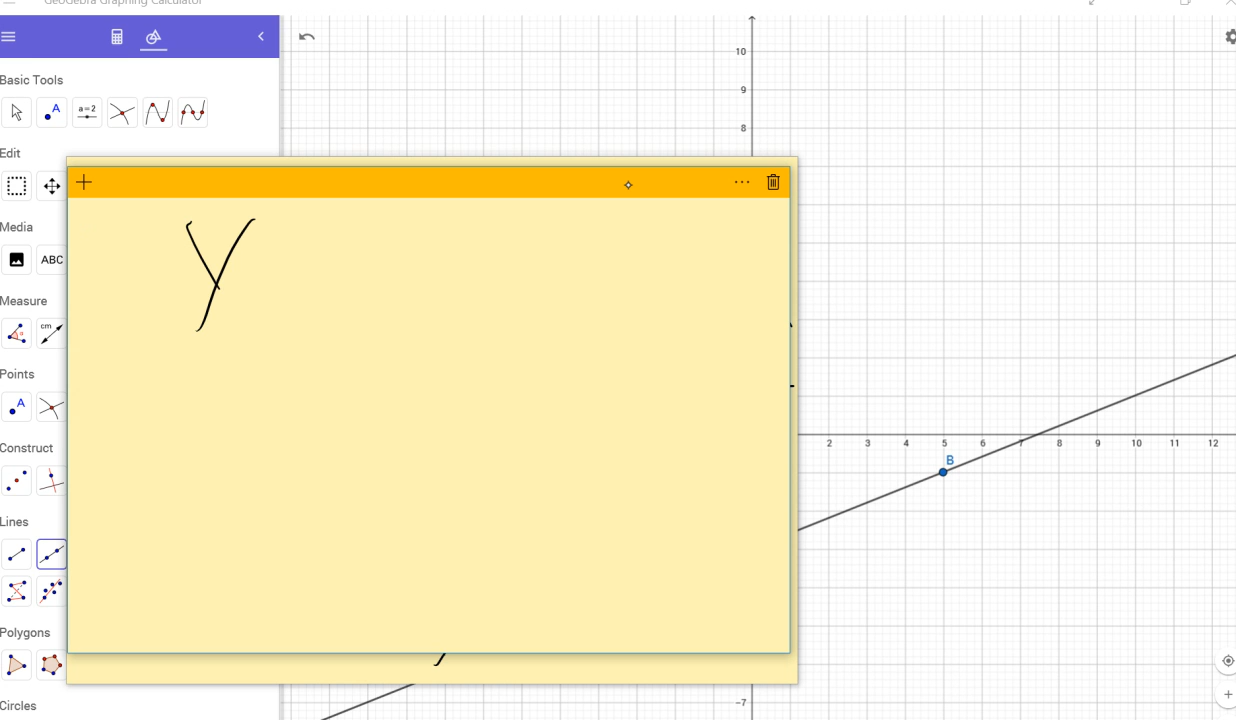 GeoGebra Graphing Calculator
Basic Tools
A
a=2
Edit
Media
ABC
Measure
cm
Points
A
Construct
Lines
Polygons
Circles
y
10
9
8
2 3 4 5 6 7 8 9 10 11 12
B
-7